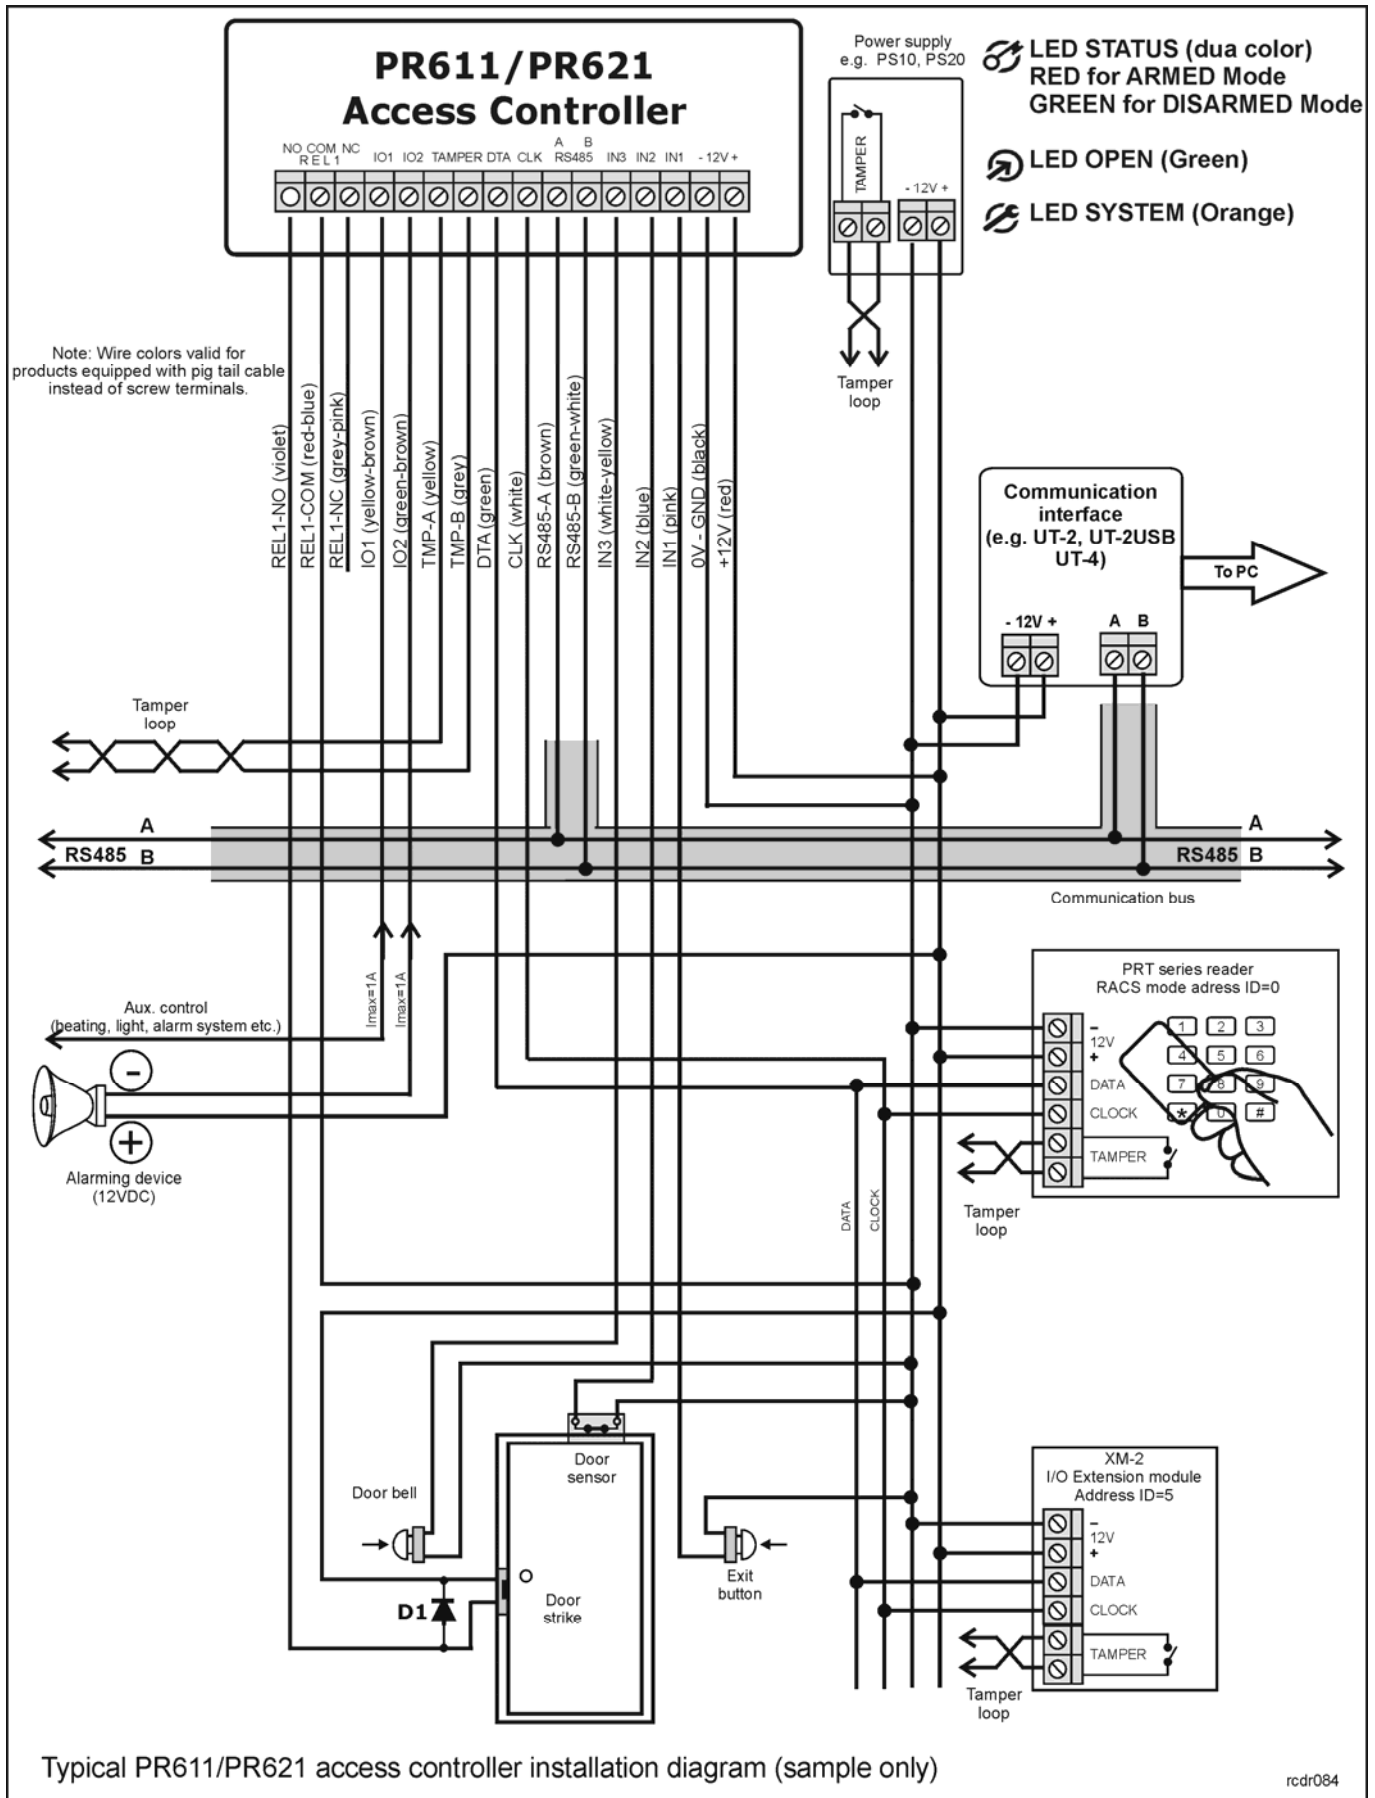 PR611/PR621
Access Controller
NO COM NC
REL1
IO1 IO2 TAMPER DTA CLK
A B
RS485
IN3 IN2 IN1 - 12V +
Power supply
e.g. PS10, PS20
TAMPER
- 12V +
Tamper
loop
LED STATUS (dua color)
RED for ARMED Mode
GREEN for DISARMED Mode
LED OPEN (Green)
LED SYSTEM (Orange)
Note: Wire colors valid for
products equipped with pig tail cable
instead of screw terminals.
REL1-NO (violet)
REL1-COM (red-blue)
REL1-NC (grey-pink)
IO1 (yellow-brown)
IO2 (green-brown)
TMP-A (yellow)
TMP-B (grey)
DTA (green)
CLK (white)
RS485-A (brown)
RS485-B (green-white)
IN3 (white-yellow)
IN2 (blue)
IN1 (pink)
0V - GND (black)
+12V (red)
Communication
interface
(e.g. UT-2, UT-2USB
UT-4)
To PC
- 12V +
A B
Tamper
loop
A
RS485 B
A
RS485 B
Communication bus
Imax=1A
Imax=1A
Aux. control
(heating, light, alarm system etc.)
-
+
Alarming device
(12VDC)
PRT series reader
RACS mode adress ID=0
-
12V
+
DATA
CLOCK
TAMPER
1 2 3
4 5 6
7 8 9
* 0 #
Tamper
loop
DATA
CLOCK
Door
sensor
Door bell
D1
Door
strike
Exit
button
XM-2
I/O Extension module
Address ID=5
-
12V
+
DATA
CLOCK
TAMPER
Tamper
loop
Typical PR611/PR621 access controller installation diagram (sample only)
rcdr084